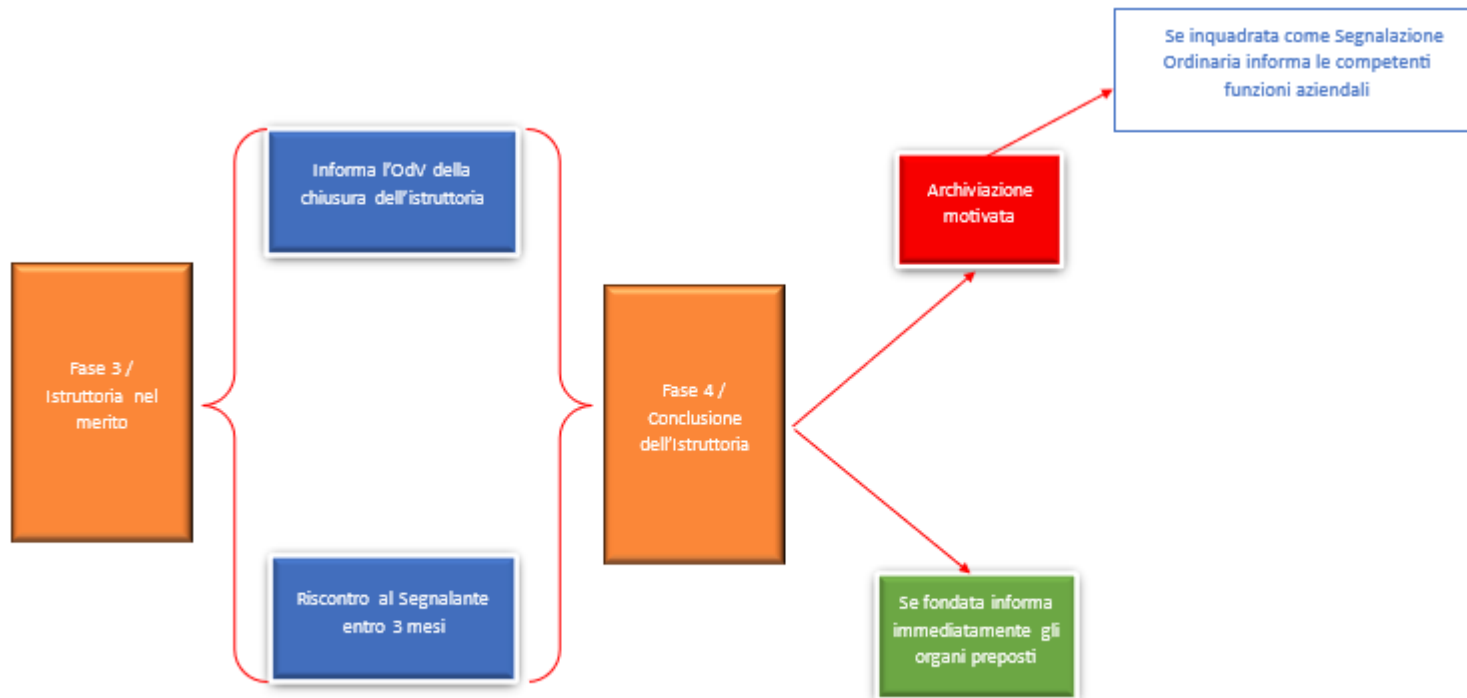 Fase 3 /
Istruttoria nel
merito
Informa l'OdV della
chiusura dell'istruttoria
Riscontro al Segnalante
entro 3 mesi
Fase 4 /
Conclusione
dell'Istruttoria
Archiviazione
motivata
Se inquadrata come Segnalazione
Ordinaria informa le competenti
funzioni aziendali
Se fondata informa
immediatamente gli
organi preposti